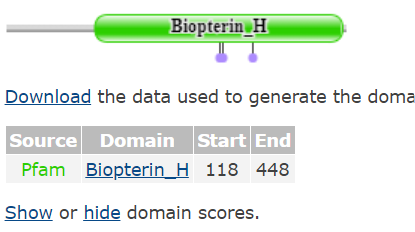 Biopterin_H
Download the data used to generate the doma
Source Domain Start End
Pfam Biopterin_H 118 448
Show or hide domain scores.